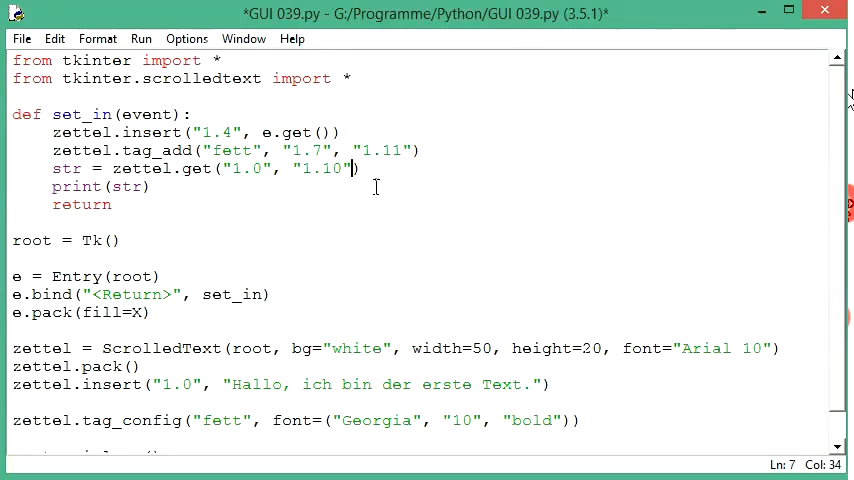 *GUI 039.py - G:/Programme/Python/GUI 039.py (3.5.1)*
File Edit Format Run Options Window Help
from tkinter import *
from tkinter.scrolledtext import *
def set_in(event):
zettel.insert("1.4", e.get())
zettel.tag_add("fett", "1.7", "1.11")
str = zettel.get("1.0", "1.10")
print(str)
return
root = Tk()
e = Entry(root)
e.bind("<Return>", set_in)
e.pack(fill=X)
zettel = ScrolledText(root, bg="white", width=50, height=20, font="Arial 10")
zettel.pack()
zettel.insert("1.0", "Hallo, ich bin der erste Text.")
zettel.tag_config("fett", font=("Georgia", "10", "bold"))
Ln: 7 Col: 34